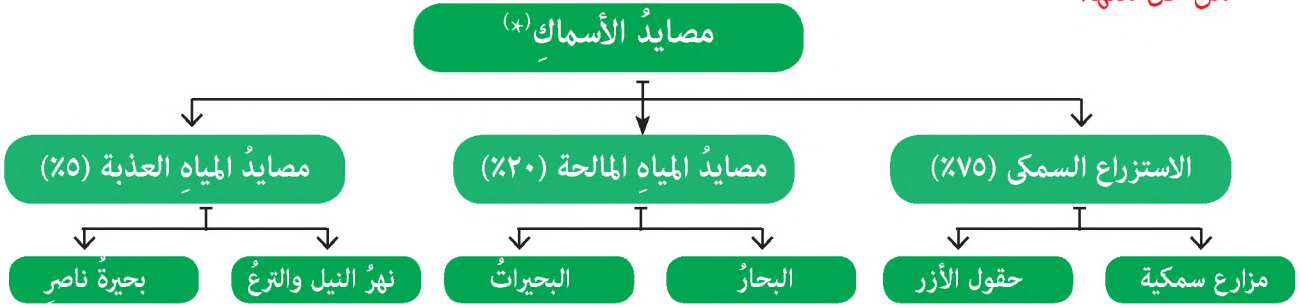 مصايدُ الأسماكِ(*)
الاستزراع السمكى (٧٥٪)
مصايدُ المياهِ المالحة (٢٠٪)
مصايدُ المياهِ العذبة (٥٪)
مزارع سمكية
حقول الأزر
البحارُ
البحيراتُ
نهرُ النيل والترعُ
بحيرةُ ناصرِ